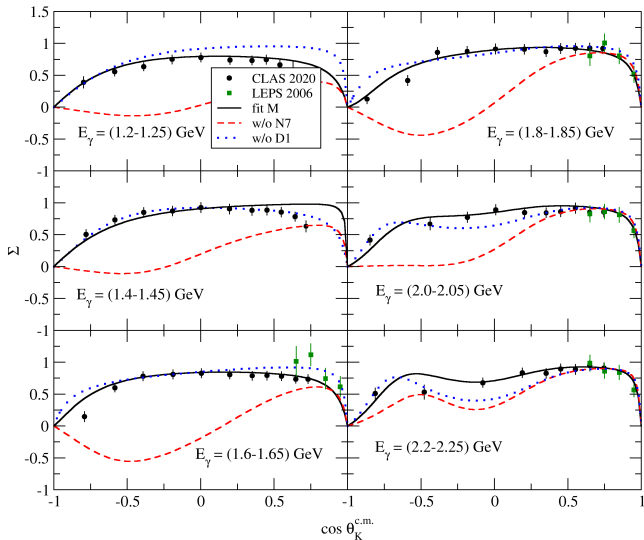 1.5
1
0.5
0
-0.5
-1
CLAS 2020
LEPS 2006
fit M
w/o N7
w/o D1
E_γ = (1.2-1.25) GeV
E_γ = (1.8-1.85) GeV
1
0.5
0
-0.5
-1
Σ
E_γ = (1.4-1.45) GeV
E_γ = (2.0-2.05) GeV
1
0.5
0
-0.5
-1
E_γ = (1.6-1.65) GeV
E_γ = (2.2-2.25) GeV
-1 -0.5 0 0.5 -1 -0.5 0 0.5 1
cos θ_K^c.m.